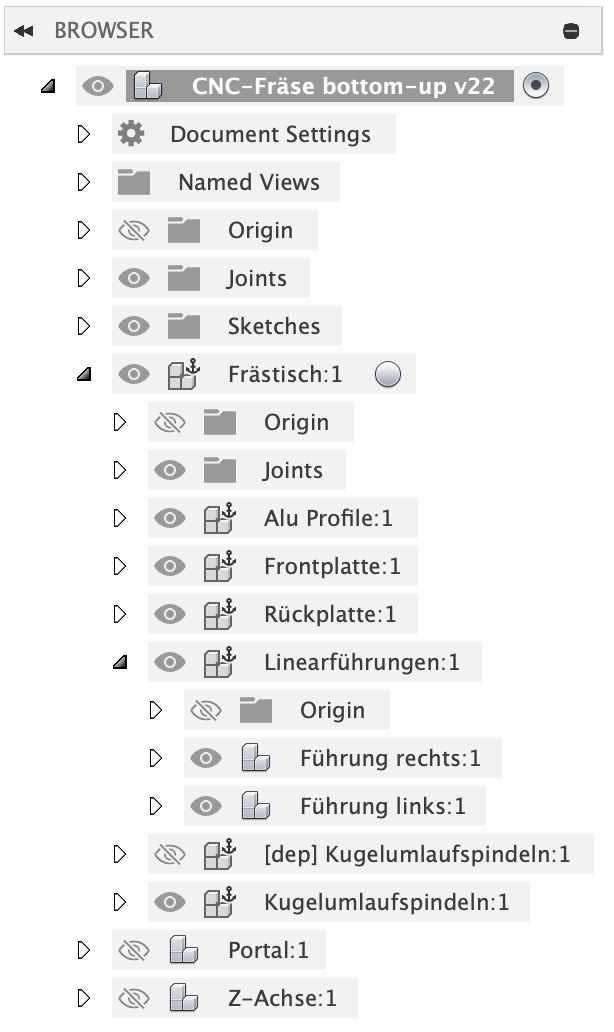 BROWSER
CNC-Fräse bottom-up v22
Document Settings
Named Views
Origin
Joints
Sketches
Frästisch:1
Origin
Joints
Alu Profile:1
Frontplatte:1
Rückplatte:1
Linearführungen:1
Origin
Führung rechts:1
Führung links:1
[dep] Kugelumlaufspindeln:1
Kugelumlaufspindeln:1
Portal:1
Z-Achse:1